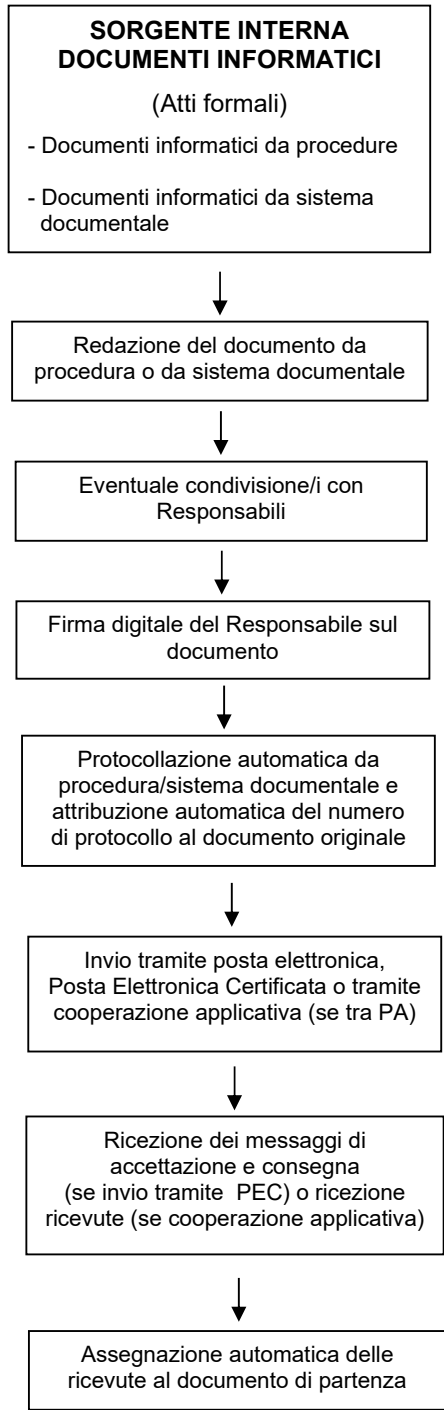 SORGENTE INTERNA
DOCUMENTI INFORMATICI
(Atti formali)
- Documenti informatici da procedure
- Documenti informatici da sistema
documentale
Redazione del documento da
procedura o da sistema documentale
Eventuale condivisione/i con
Responsabili
Firma digitale del Responsabile sul
documento
Protocollazione automatica da
procedura/sistema documentale e
attribuzione automatica del numero
di protocollo al documento originale
Invio tramite posta elettronica,
Posta Elettronica Certificata o tramite
cooperazione applicativa (se tra PA)
Ricezione dei messaggi di
accettazione e consegna
(se invio tramite PEC) o ricezione
ricevute (se cooperazione applicativa)
Assegnazione automatica delle
ricevute al documento di partenza